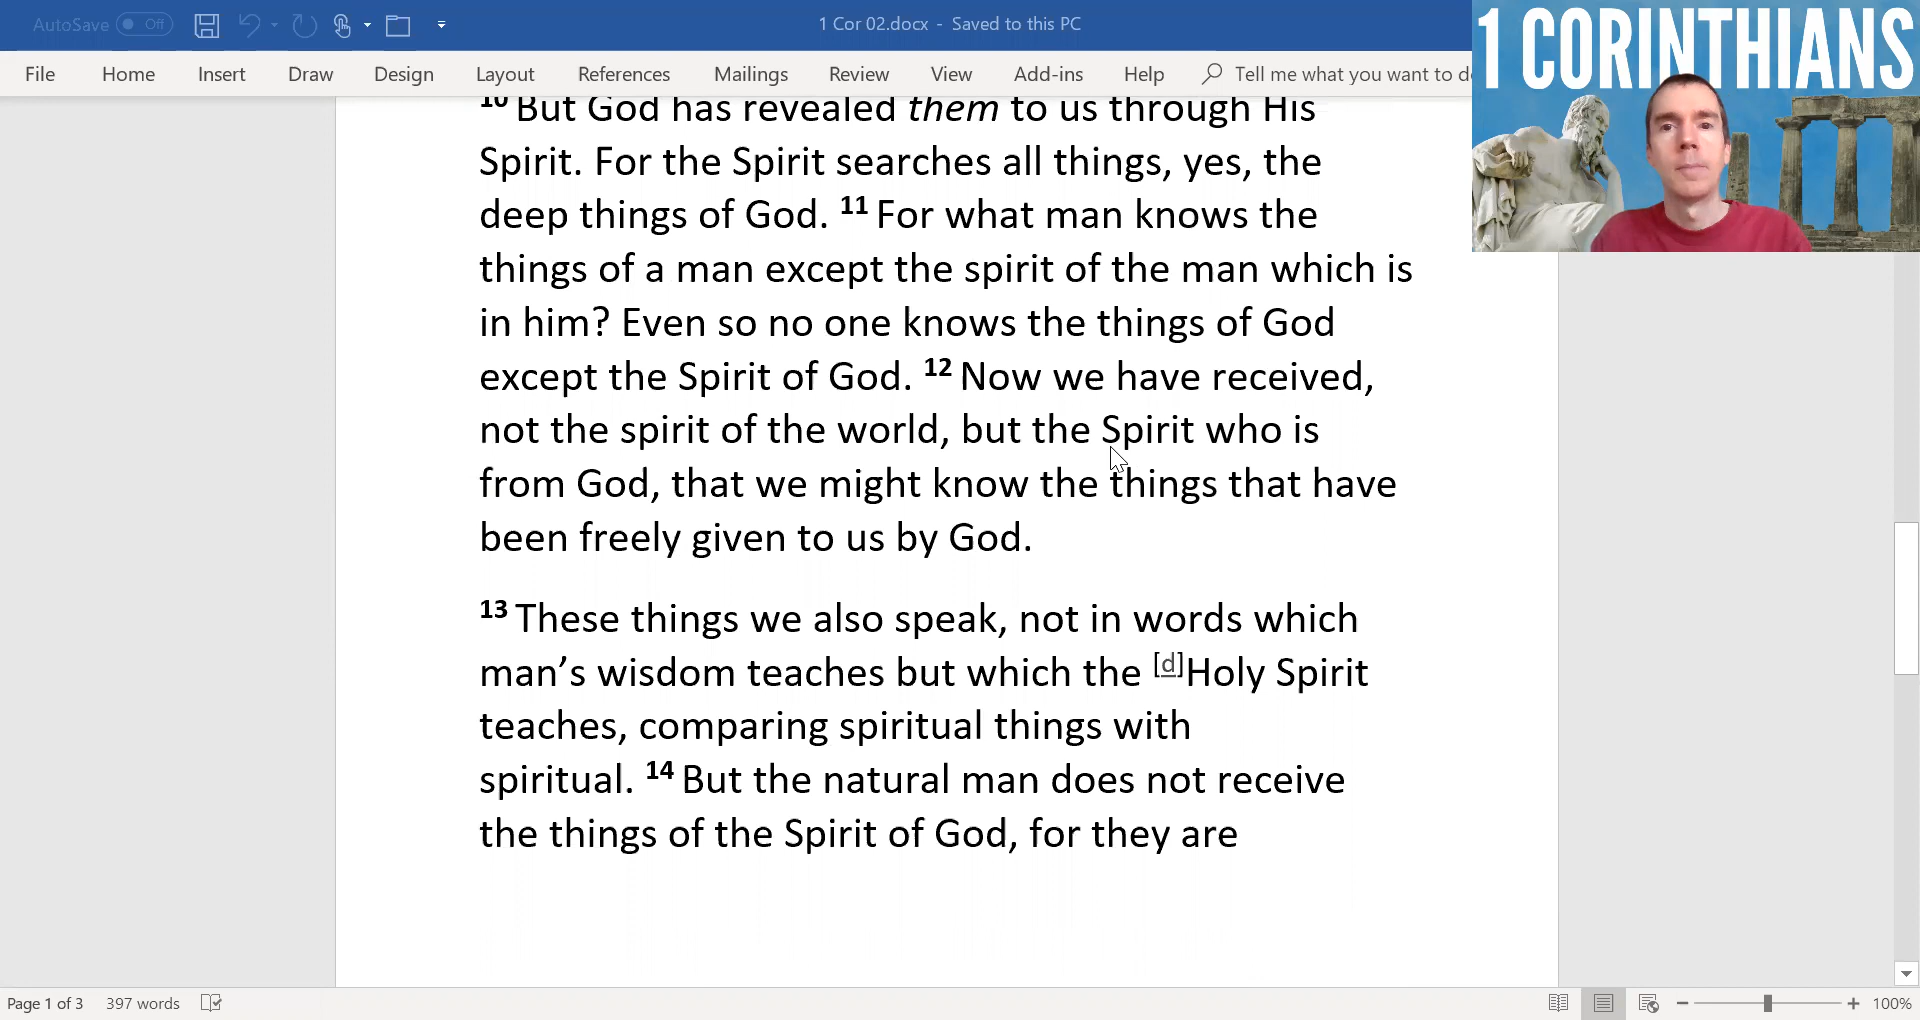 AutoSave Off
1 Cor 02.docx - Saved to this PC
1 CORINTHIANS
File Home Insert Draw Design Layout References Mailings Review View Add-ins Help Tell me what you want to d
10 But God has revealed them to us through His
Spirit. For the Spirit searches all things, yes, the
deep things of God. 11 For what man knows the
things of a man except the spirit of the man which is
in him? Even so no one knows the things of God
except the Spirit of God. 12 Now we have received,
not the spirit of the world, but the Spirit who is
from God, that we might know the things that have
been freely given to us by God.
13 These things we also speak, not in words which
man’s wisdom teaches but which the [d]Holy Spirit
teaches, comparing spiritual things with
spiritual. 14 But the natural man does not receive
the things of the Spirit of God, for they are
Page 1 of 3 397 words 100%